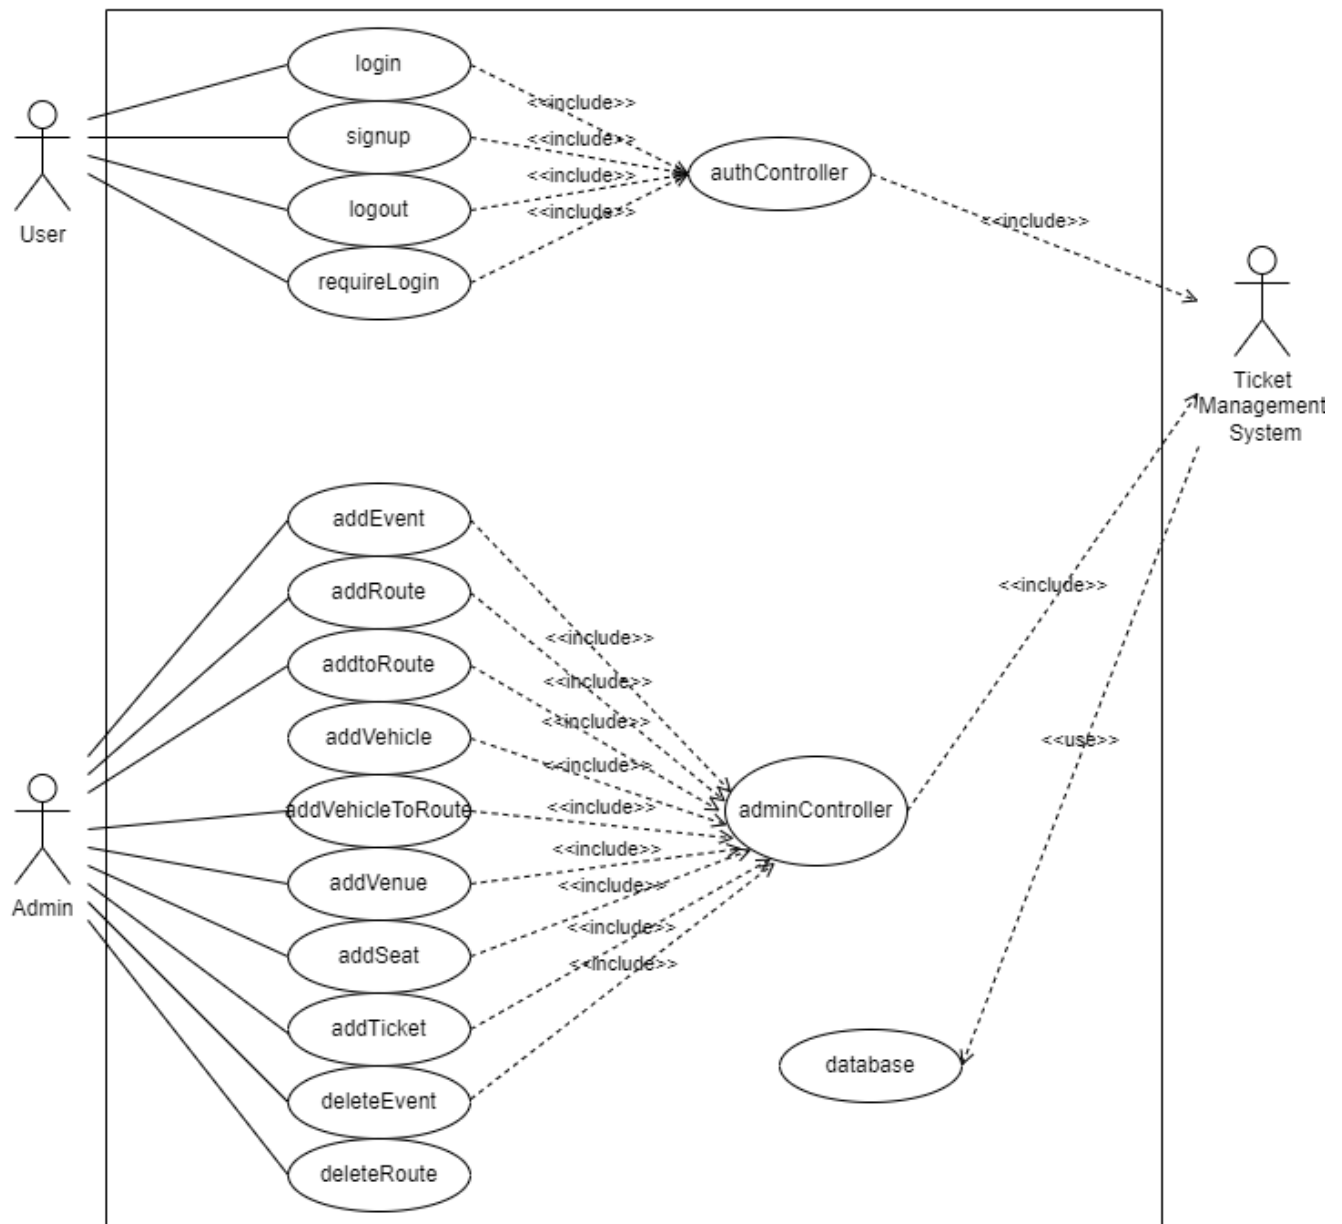 login
<<include>>
signup
<<include>>
authController
<<include>>
logout
<<include>>
<<include>>
User
requireLogin
Ticket
Management
System
addEvent
addRoute
<<include>>
<<include>>
addtoRoute
<<include>>
<<include>>
addVehicle
<<use>>
<<include>>
addVehicleToRoute
<<include>>
adminController
<<include>>
addVenue
<<include>>
Admin
<<include>>
addSeat
<<include>>
addTicket
database
deleteEvent
deleteRoute